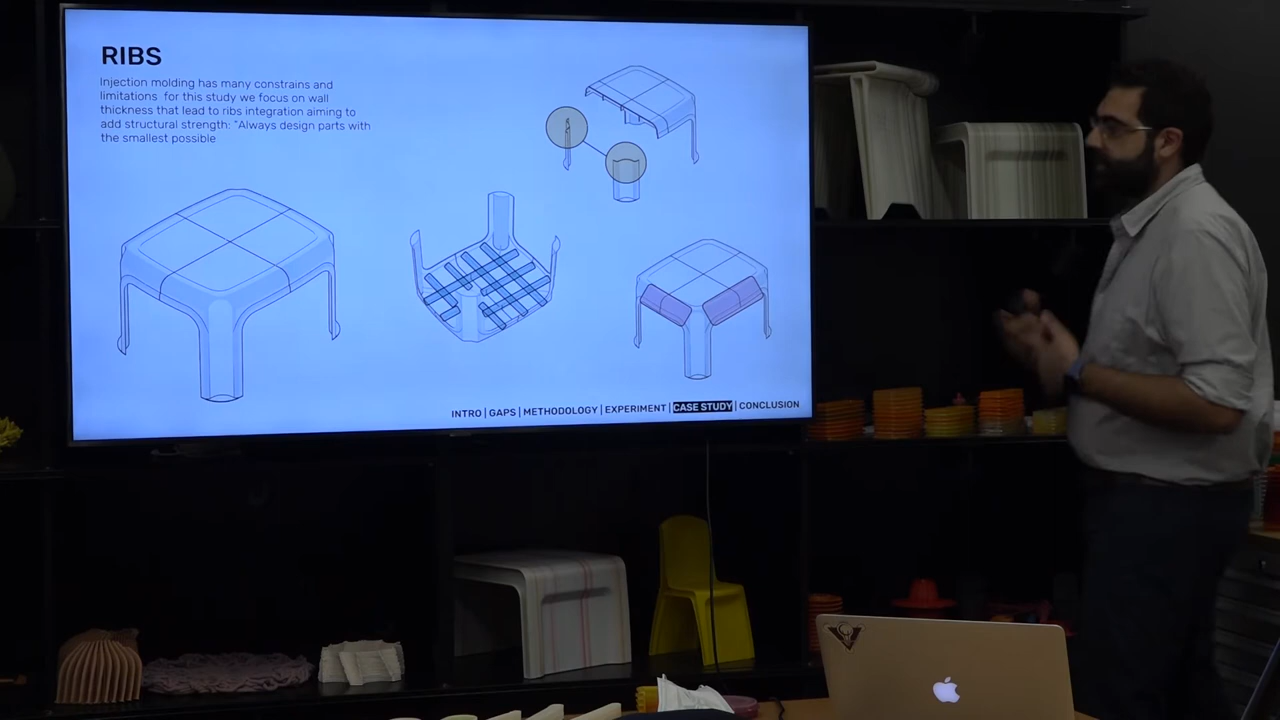 RIBS
Injection molding has many constrains and
limitations for this study we focus on wall
thickness that lead to ribs integration aiming to
add structural strength: "Always design parts with
the smallest possible
INTRO | GAPS | METHODOLOGY | EXPERIMENT | CASE STUDY | CONCLUSION